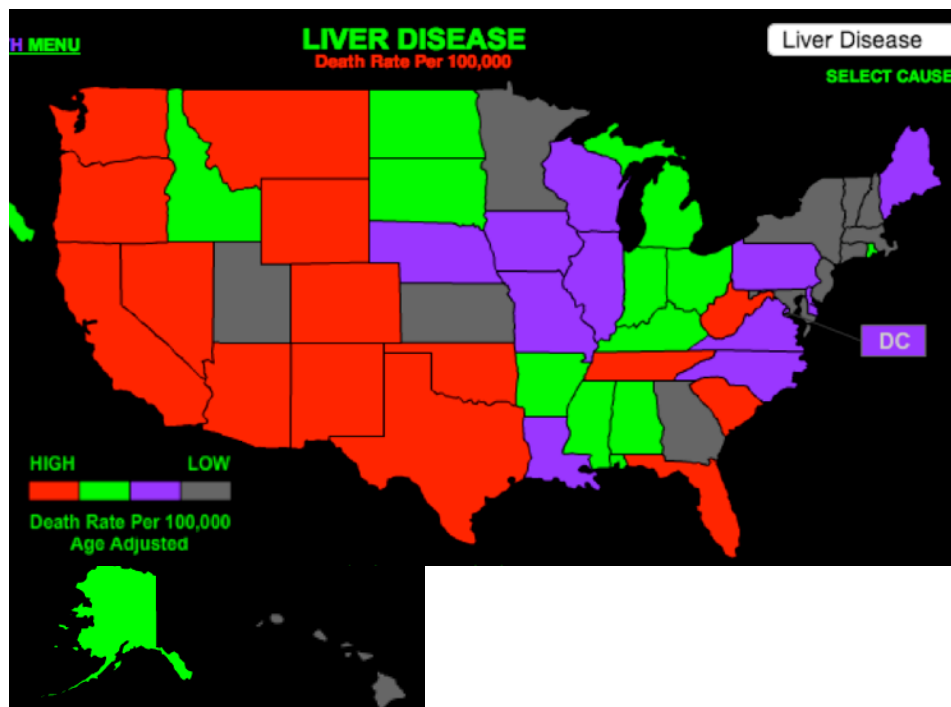 H MENU
LIVER DISEASE
Death Rate Per 100,000
Liver Disease
SELECT CAUSE
DC
HIGH LOW
Death Rate Per 100,000
Age Adjusted